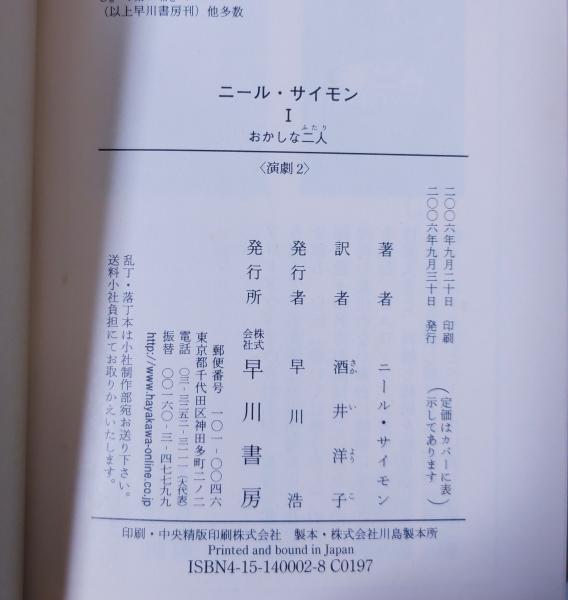 （以上早川書房刊）他多数
ニール・サイモン
Ⅰ
おかしな二人
ふたり
〈演劇2〉
二〇〇六年九月二十日 印刷
二〇〇六年九月三十日 発行
（定価はカバーに表
示してあります）
著者 ニール・サイモン
訳者 酒井洋子
さかいようこ
発行者 早川浩
発行所 株式会社 早川書房
郵便番号 一〇一-〇〇四六
東京都千代田区神田多町二ノ二
電話 〇三-三二五二-三一一一(大代表)
振替 〇〇一六〇-三-四七七九九
http://www.hayakawa-online.co.jp
乱丁・落丁本は小社制作部宛お送り下さい。
送料小社負担にてお取りかえいたします。
印刷・中央精版印刷株式会社 製本・株式会社川島製本所
Printed and bound in Japan
ISBN4-15-140002-8 C0197